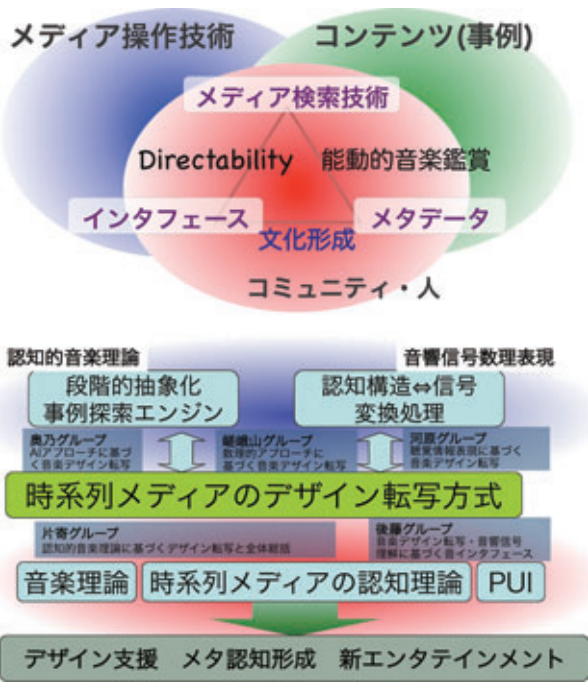 メディア操作技術
コンテンツ(事例)
メディア検索技術
Directability 能動的音楽鑑賞
インタフェース
メタデータ
文化形成
コミュニティ・人
認知的音楽理論
音響信号数理表現
段階的抽象化
事例探索エンジン
認知構造⇔信号
変換処理
奥乃グループ
AIアプローチに基づ
く音楽デザイン転写
嵯峨山グループ
数理的アプローチに
基づく音楽デザイン転写
河原グループ
聴覚情報表現に基づく
音楽デザイン転写
時系列メディアのデザイン転写方式
片寄グループ
認知的音楽理論に基づくデザイン転写と全体総括
後藤グループ
音楽デザイン転写・音響信号
理解に基づく音インタフェース
音楽理論
時系列メディアの認知理論
PUI
デザイン支援 メタ認知形成 新エンタテインメント